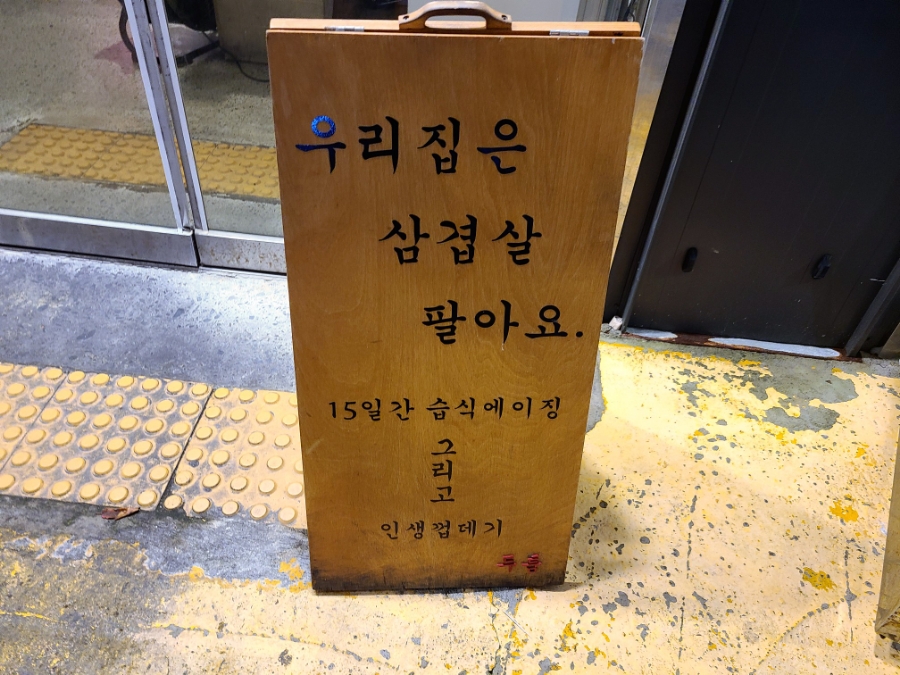 우리집은
삼겹살
팔아요.
15일간 습식에이징
그리고
인생껍데기